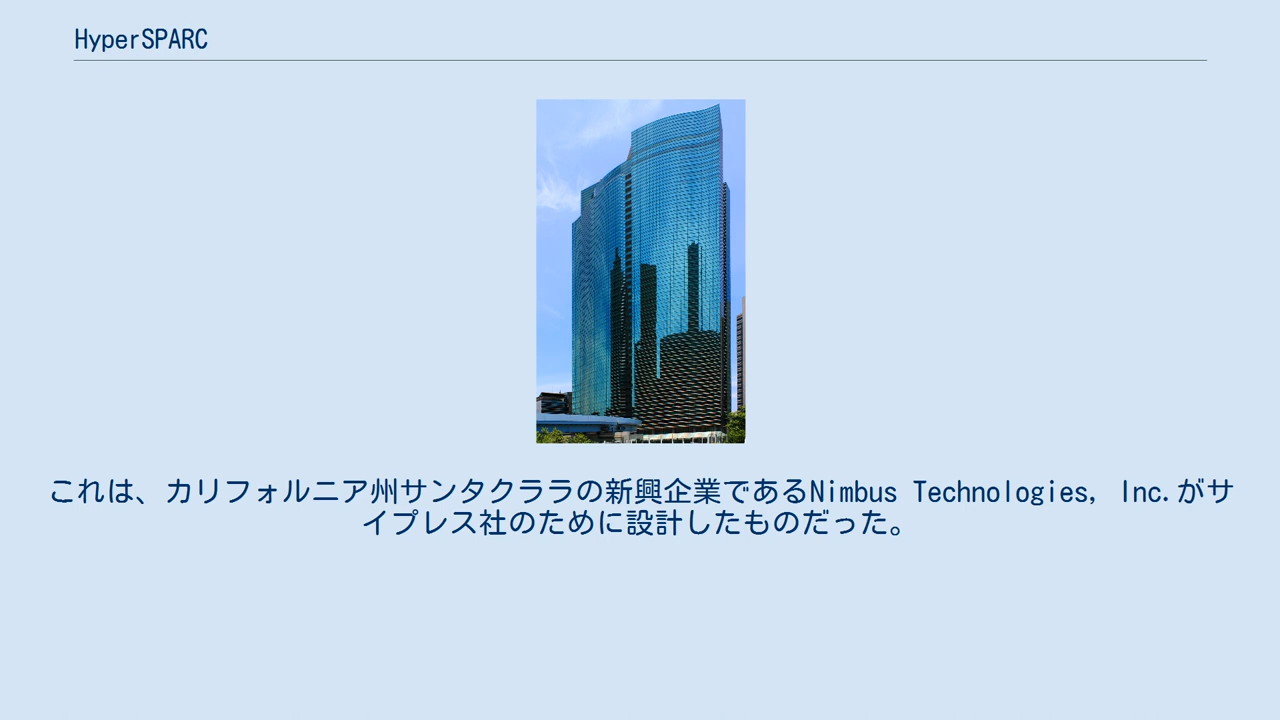 HyperSPARC
これは、カリフォルニア州サンタクララの新興企業であるNimbus Technologies, Inc.がサ
イプレス社のために設計したものだった。